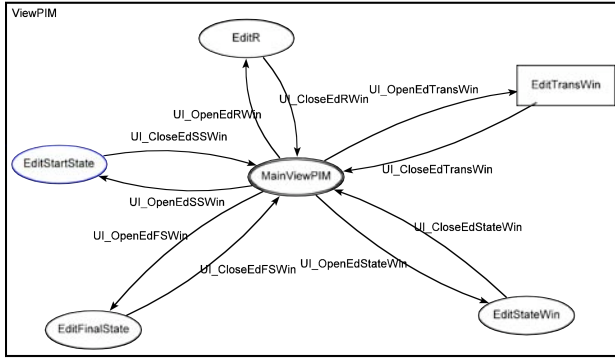 ViewPIM
EditR
UI_OpenEdTransWin
EditTransWin
UI_CloseEdRWin
UI_OpenEdRWin
UI_CloseEdSSWin
EditStartState
MainViewPIM
UI_CloseEdTransWin
UI_OpenEdSSWin
UI_CloseEdStateWin
UI_OpenEdFSWin
UI_OpenEdStateWin
UI_CloseEdFSWin
EditStateWin
EditFinalState